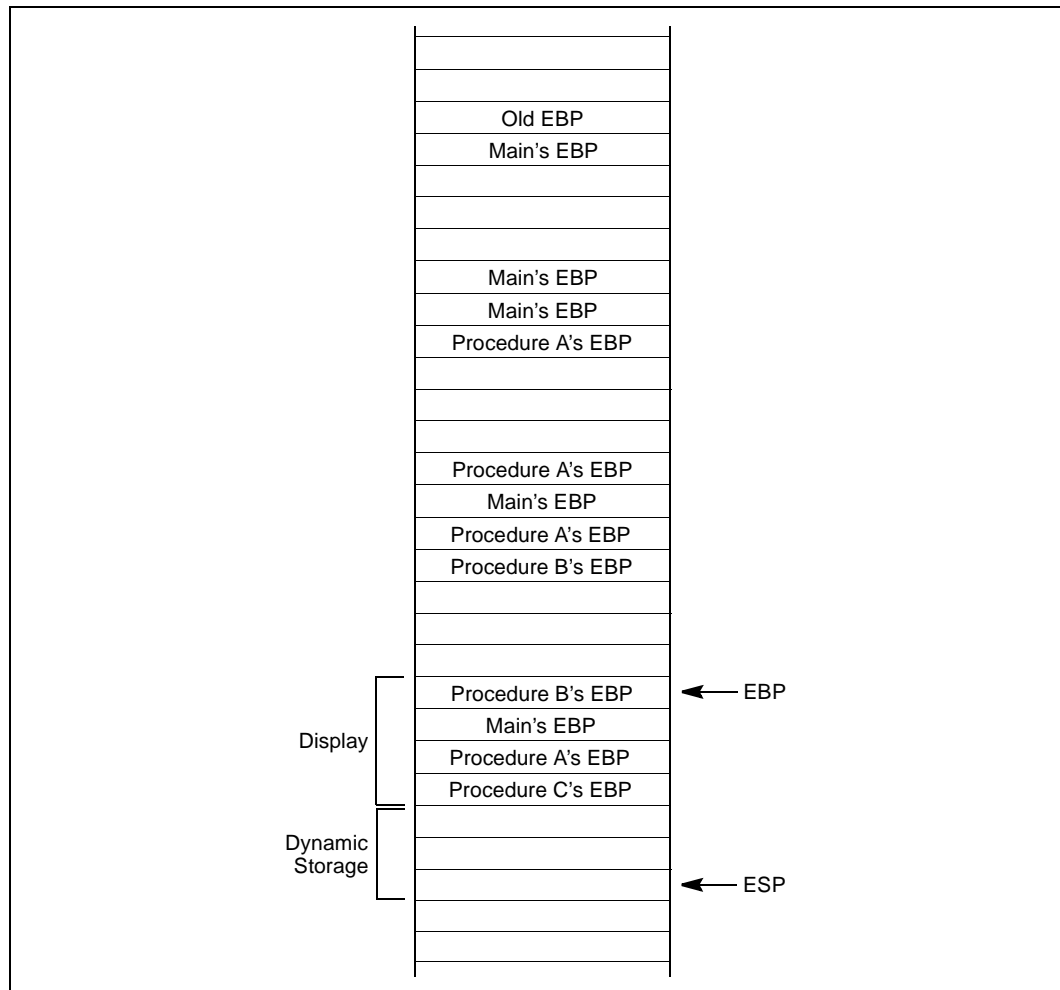 Old EBP
Main’s EBP
Main’s EBP
Main’s EBP
Procedure A’s EBP
Procedure A’s EBP
Main’s EBP
Procedure A’s EBP
Procedure B’s EBP
Procedure B’s EBP
EBP
Main’s EBP
Display
Procedure A’s EBP
Procedure C’s EBP
Dynamic
Storage
ESP